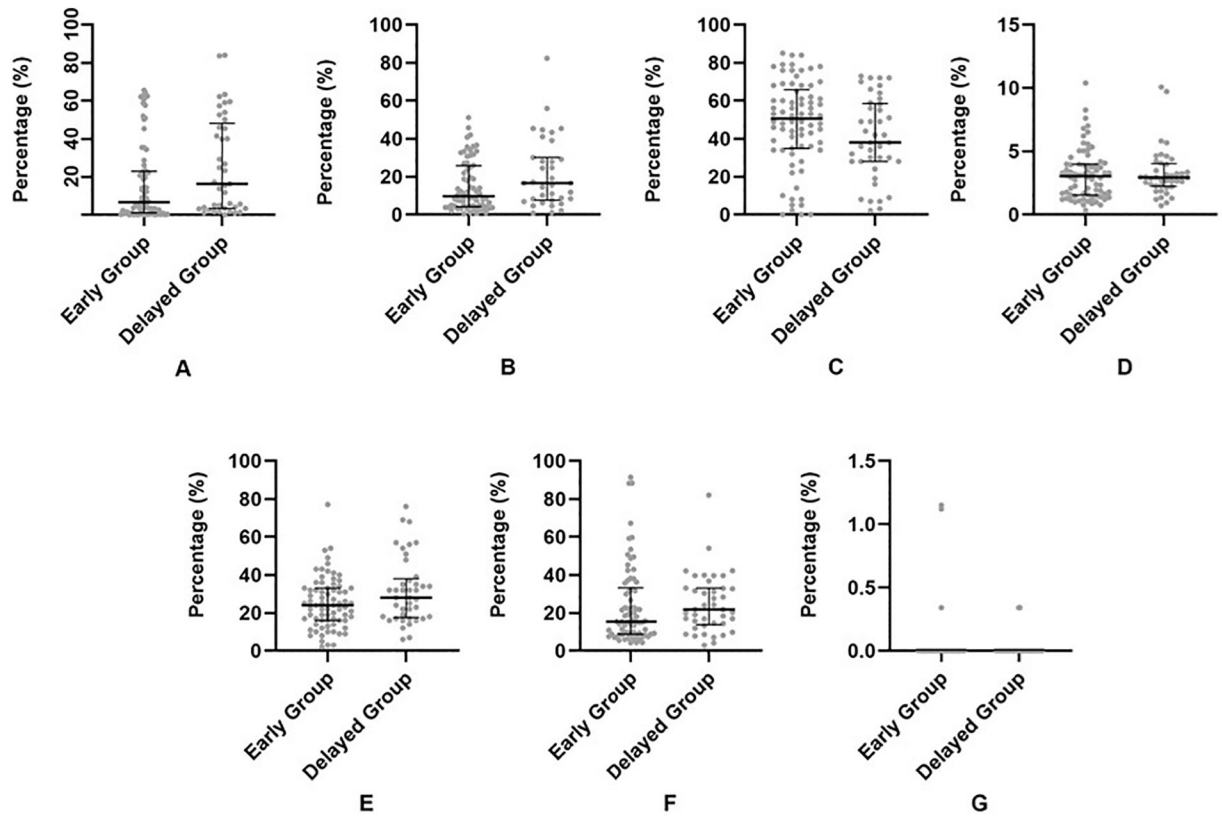 Percentage (%)
100
80
60
40
20
Early Group
Delayed Group
A
Percentage (%)
100
80
60
40
20
0
Early Group
Delayed Group
B
Percentage (%)
100
80
60
40
20
0
Early Group
Delayed Group
C
Percentage (%)
15
10
5
0
Early Group
Delayed Group
D
Percentage (%)
100
80
60
40
20
0
Early Group
Delayed Group
E
Percentage (%)
100
80
60
40
20
0
Early Group
Delayed Group
F
Percentage (%)
1.5
1.0
0.5
0.0
Early Group
Delayed Group
G